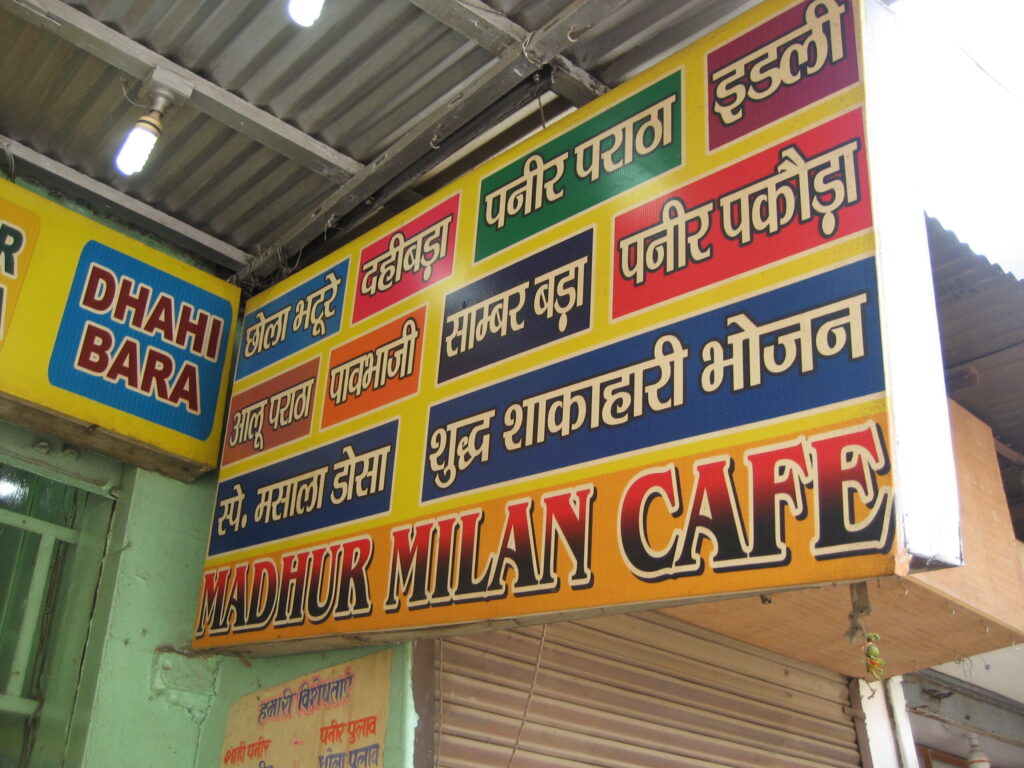 DHAHI
BARA
इडली
पनीर पराठा
दहीबड़ा
छोला भटूरे
पनीर पकौड़ा
साम्बर बड़ा
पावभाजी
आलू पराठा
शुद्ध शाकाहारी भोजन
स्पे. मसाला डोसा
MADHUR MILAN CAFE
हमारी विशेषताएँ
शाही पनीर
पनीर पुलाव